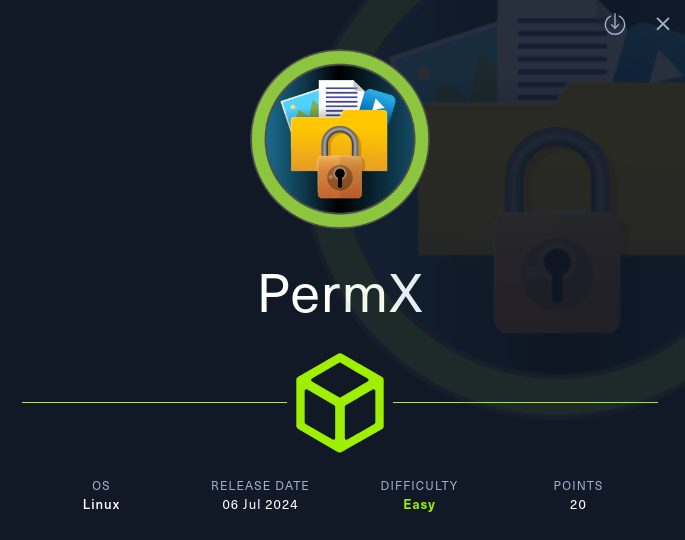 PermX
OS
RELEASE DATE
DIFFICULTY
POINTS
Linux
06 Jul 2024
Easy
20